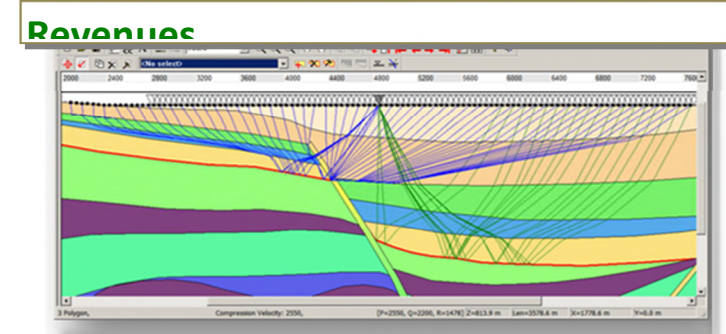 Revenues
<No select>
2000 2400 2800 3200 3600 4000 4400 4800 5200 5600 6000 6400 6800 7200 760
3 Polygon, Compression Velocity: 2550, [P=2550, Q=2200, R=1478] Z=813.9 m Len=3578.6 m X=1778.6 m Y=0.0 m